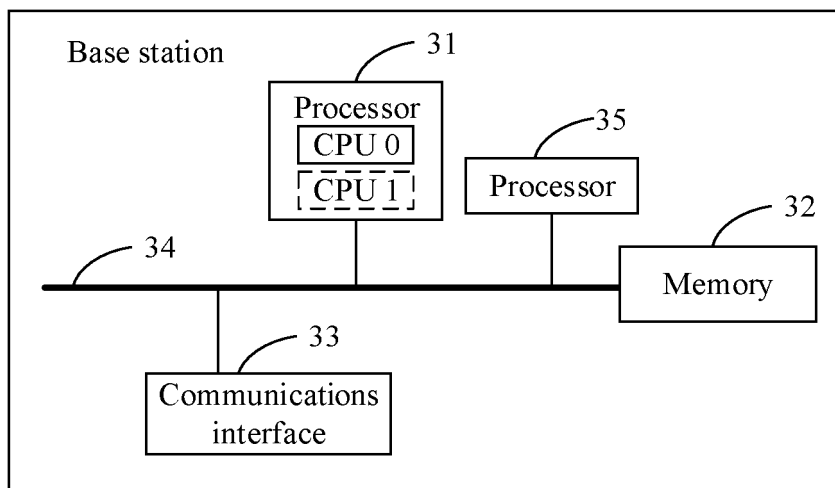 Base station
31
Processor
CPU 0
CPU 1
35
Processor
32
Memory
34
33
Communications
interface